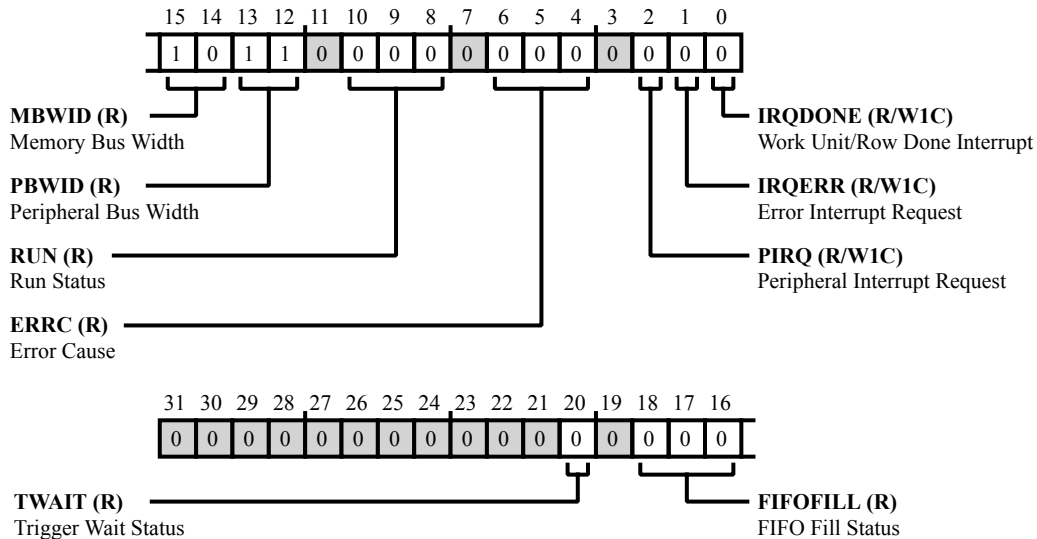 15 14 13 12 11 10 9 8 7 6 5 4 3 2 1 0
1 0 1 1 0 0 0 0 0 0 0 0 0 0 0 0
MBWID (R)
Memory Bus Width
PBWID (R)
Peripheral Bus Width
RUN (R)
Run Status
ERRC (R)
Error Cause
IRQDONE (R/W1C)
Work Unit/Row Done Interrupt
IRQERR (R/W1C)
Error Interrupt Request
PIRQ (R/W1C)
Peripheral Interrupt Request
31 30 29 28 27 26 25 24 23 22 21 20 19 18 17 16
0 0 0 0 0 0 0 0 0 0 0 0 0 0 0 0
TWAIT (R)
Trigger Wait Status
FIFOFILL (R)
FIFO Fill Status